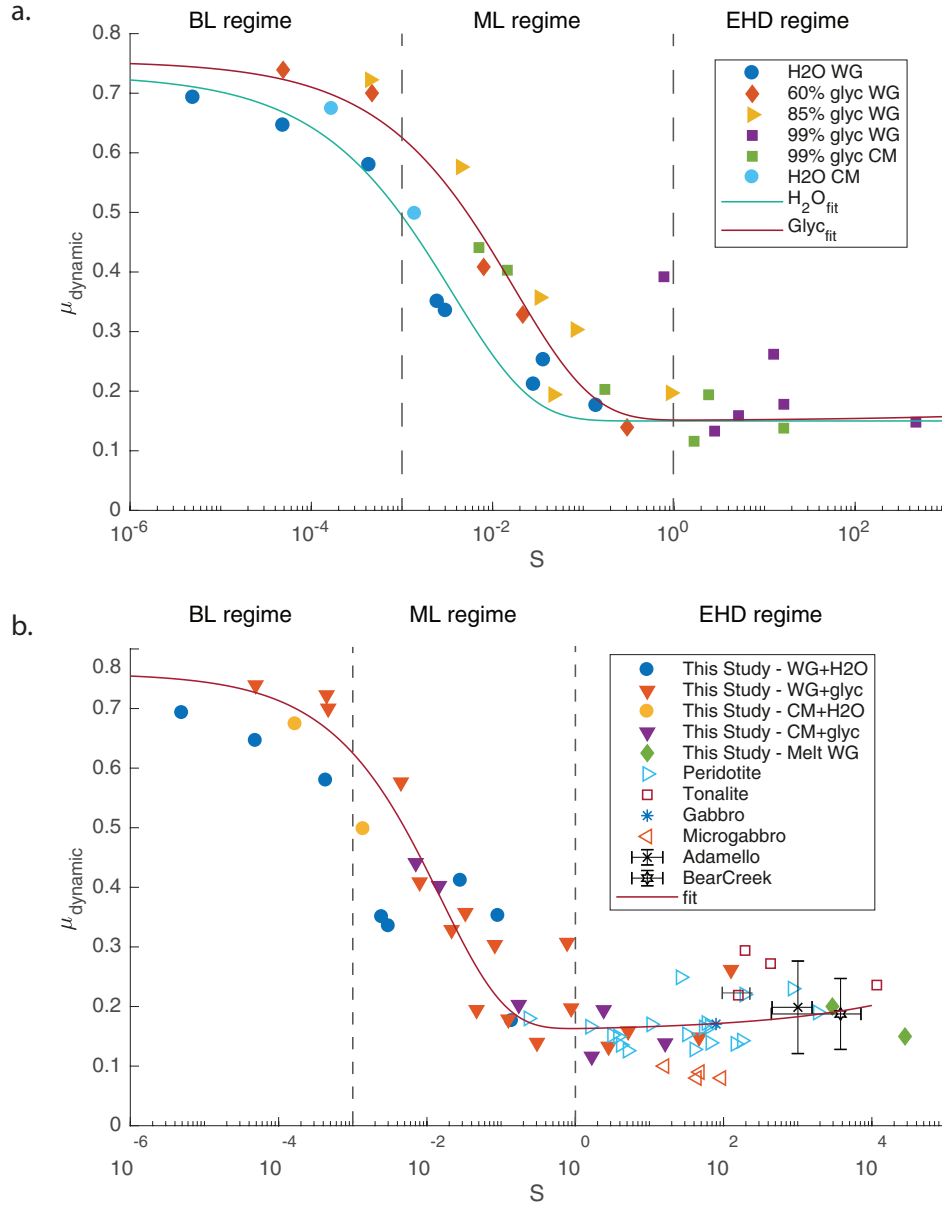 a.
BL regime ML regime EHD regime
0.8
0.7
0.6
0.5
0.4
0.3
0.2
0.1
0
μdynamic
H2O WG
60% glyc WG
85% glyc WG
99% glyc WG
99% glyc CM
H2O CM
H₂Ofit
Glycfit
10⁻⁶ 10⁻⁴ 10⁻² 10⁰ 10²
S
b.
BL regime ML regime EHD regime
0.8
0.7
0.6
0.5
0.4
0.3
0.2
0.1
0
μdynamic
This Study - WG+H2O
This Study - WG+glyc
This Study - CM+H2O
This Study - CM+glyc
This Study - Melt WG
Peridotite
Tonalite
Gabbro
Microgabbro
Adamello
BearCreek
fit
-6 -4 -2 0 2 4
10 10 10 10 10 10
S